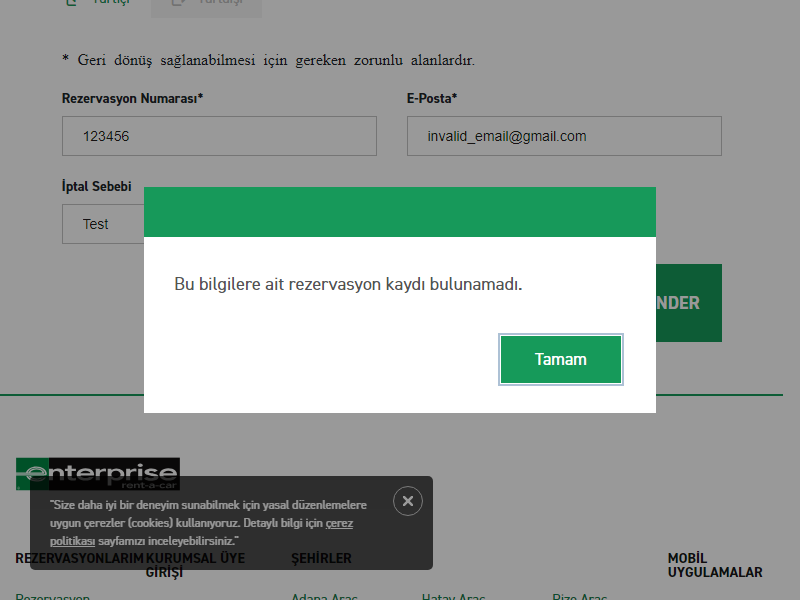 Yurtiçi Yurtdışı
* Geri dönüş sağlanabilmesi için gereken zorunlu alanlardır.
Rezervasyon Numarası* E-Posta*
123456 invalid_email@gmail.com
İptal Sebebi
Test
Bu bilgilere ait rezervasyon kaydı bulunamadı.
NDER
Tamam
enterprise
rent-a-car
"Size daha iyi bir deneyim sunabilmek için yasal düzenlemelere
uygun çerezler (cookies) kullanıyoruz. Detaylı bilgi için çerez
politikası sayfamızı inceleyebilirsiniz."
REZERVASYONLARIM KURUMSAL ÜYE GİRİŞİ ŞEHİRLER MOBİL UYGULAMALAR
Rezervasyon Adana Araç Hatay Araç Rize Araç